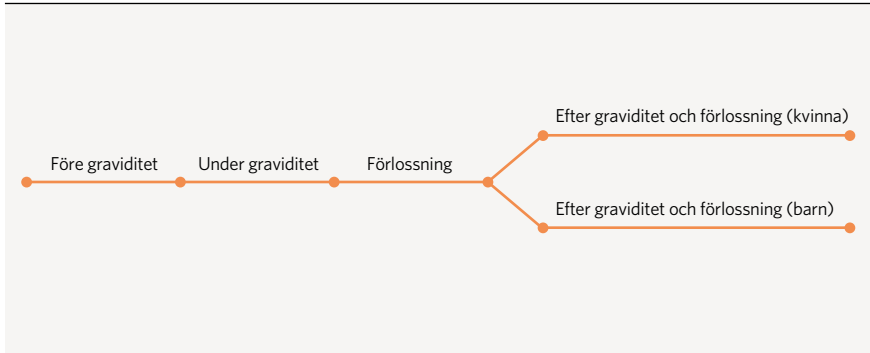 Efter graviditet och förlossning (kvinna)
Före graviditet
Under graviditet
Förlossning
Efter graviditet och förlossning (barn)